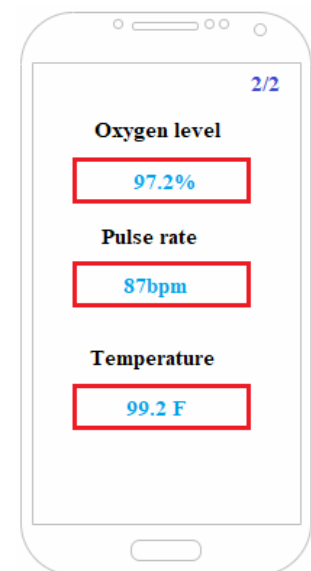 2/2
Oxygen level
97.2%
Pulse rate
87bpm
Temperature
99.2 F